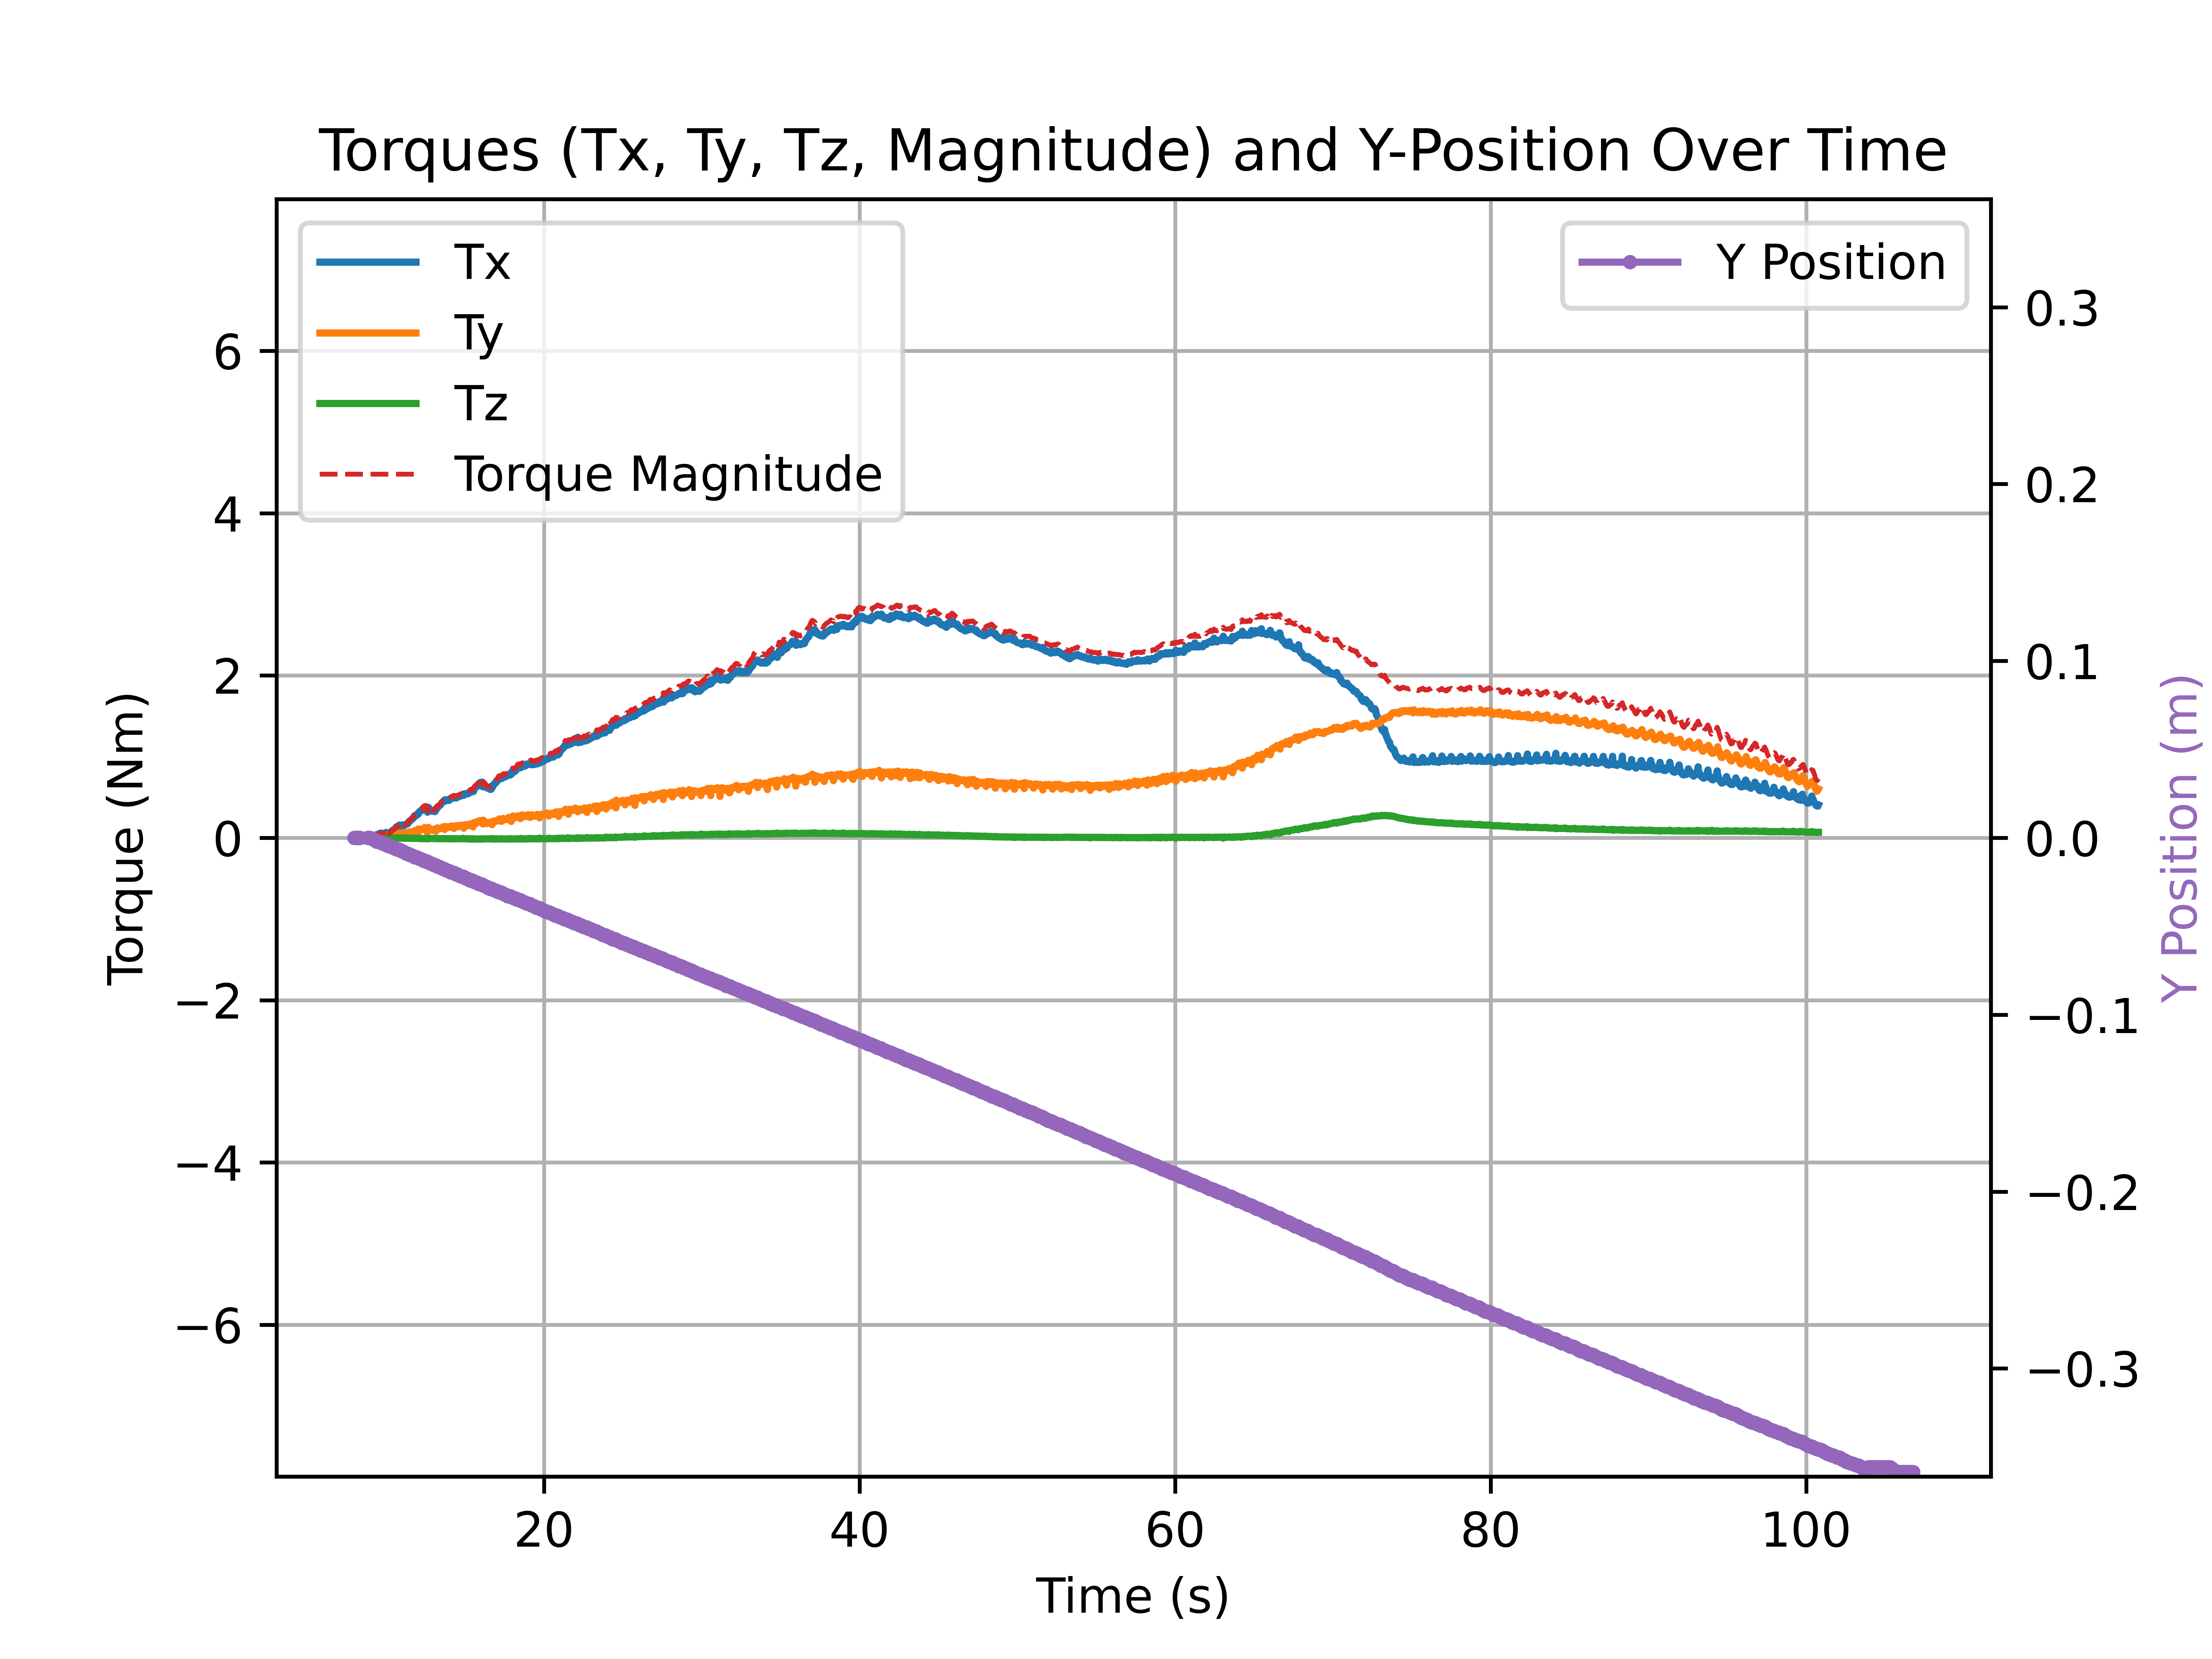 Torques (Tx, Ty, Tz, Magnitude) and Y-Position Over Time
Tx
Ty
Tz
Torque Magnitude
Y Position
6
4
2
0
−2
−4
−6
Torque (Nm)
0.3
0.2
0.1
0.0
−0.1
−0.2
−0.3
Y Position (m)
20 40 60 80 100
Time (s)